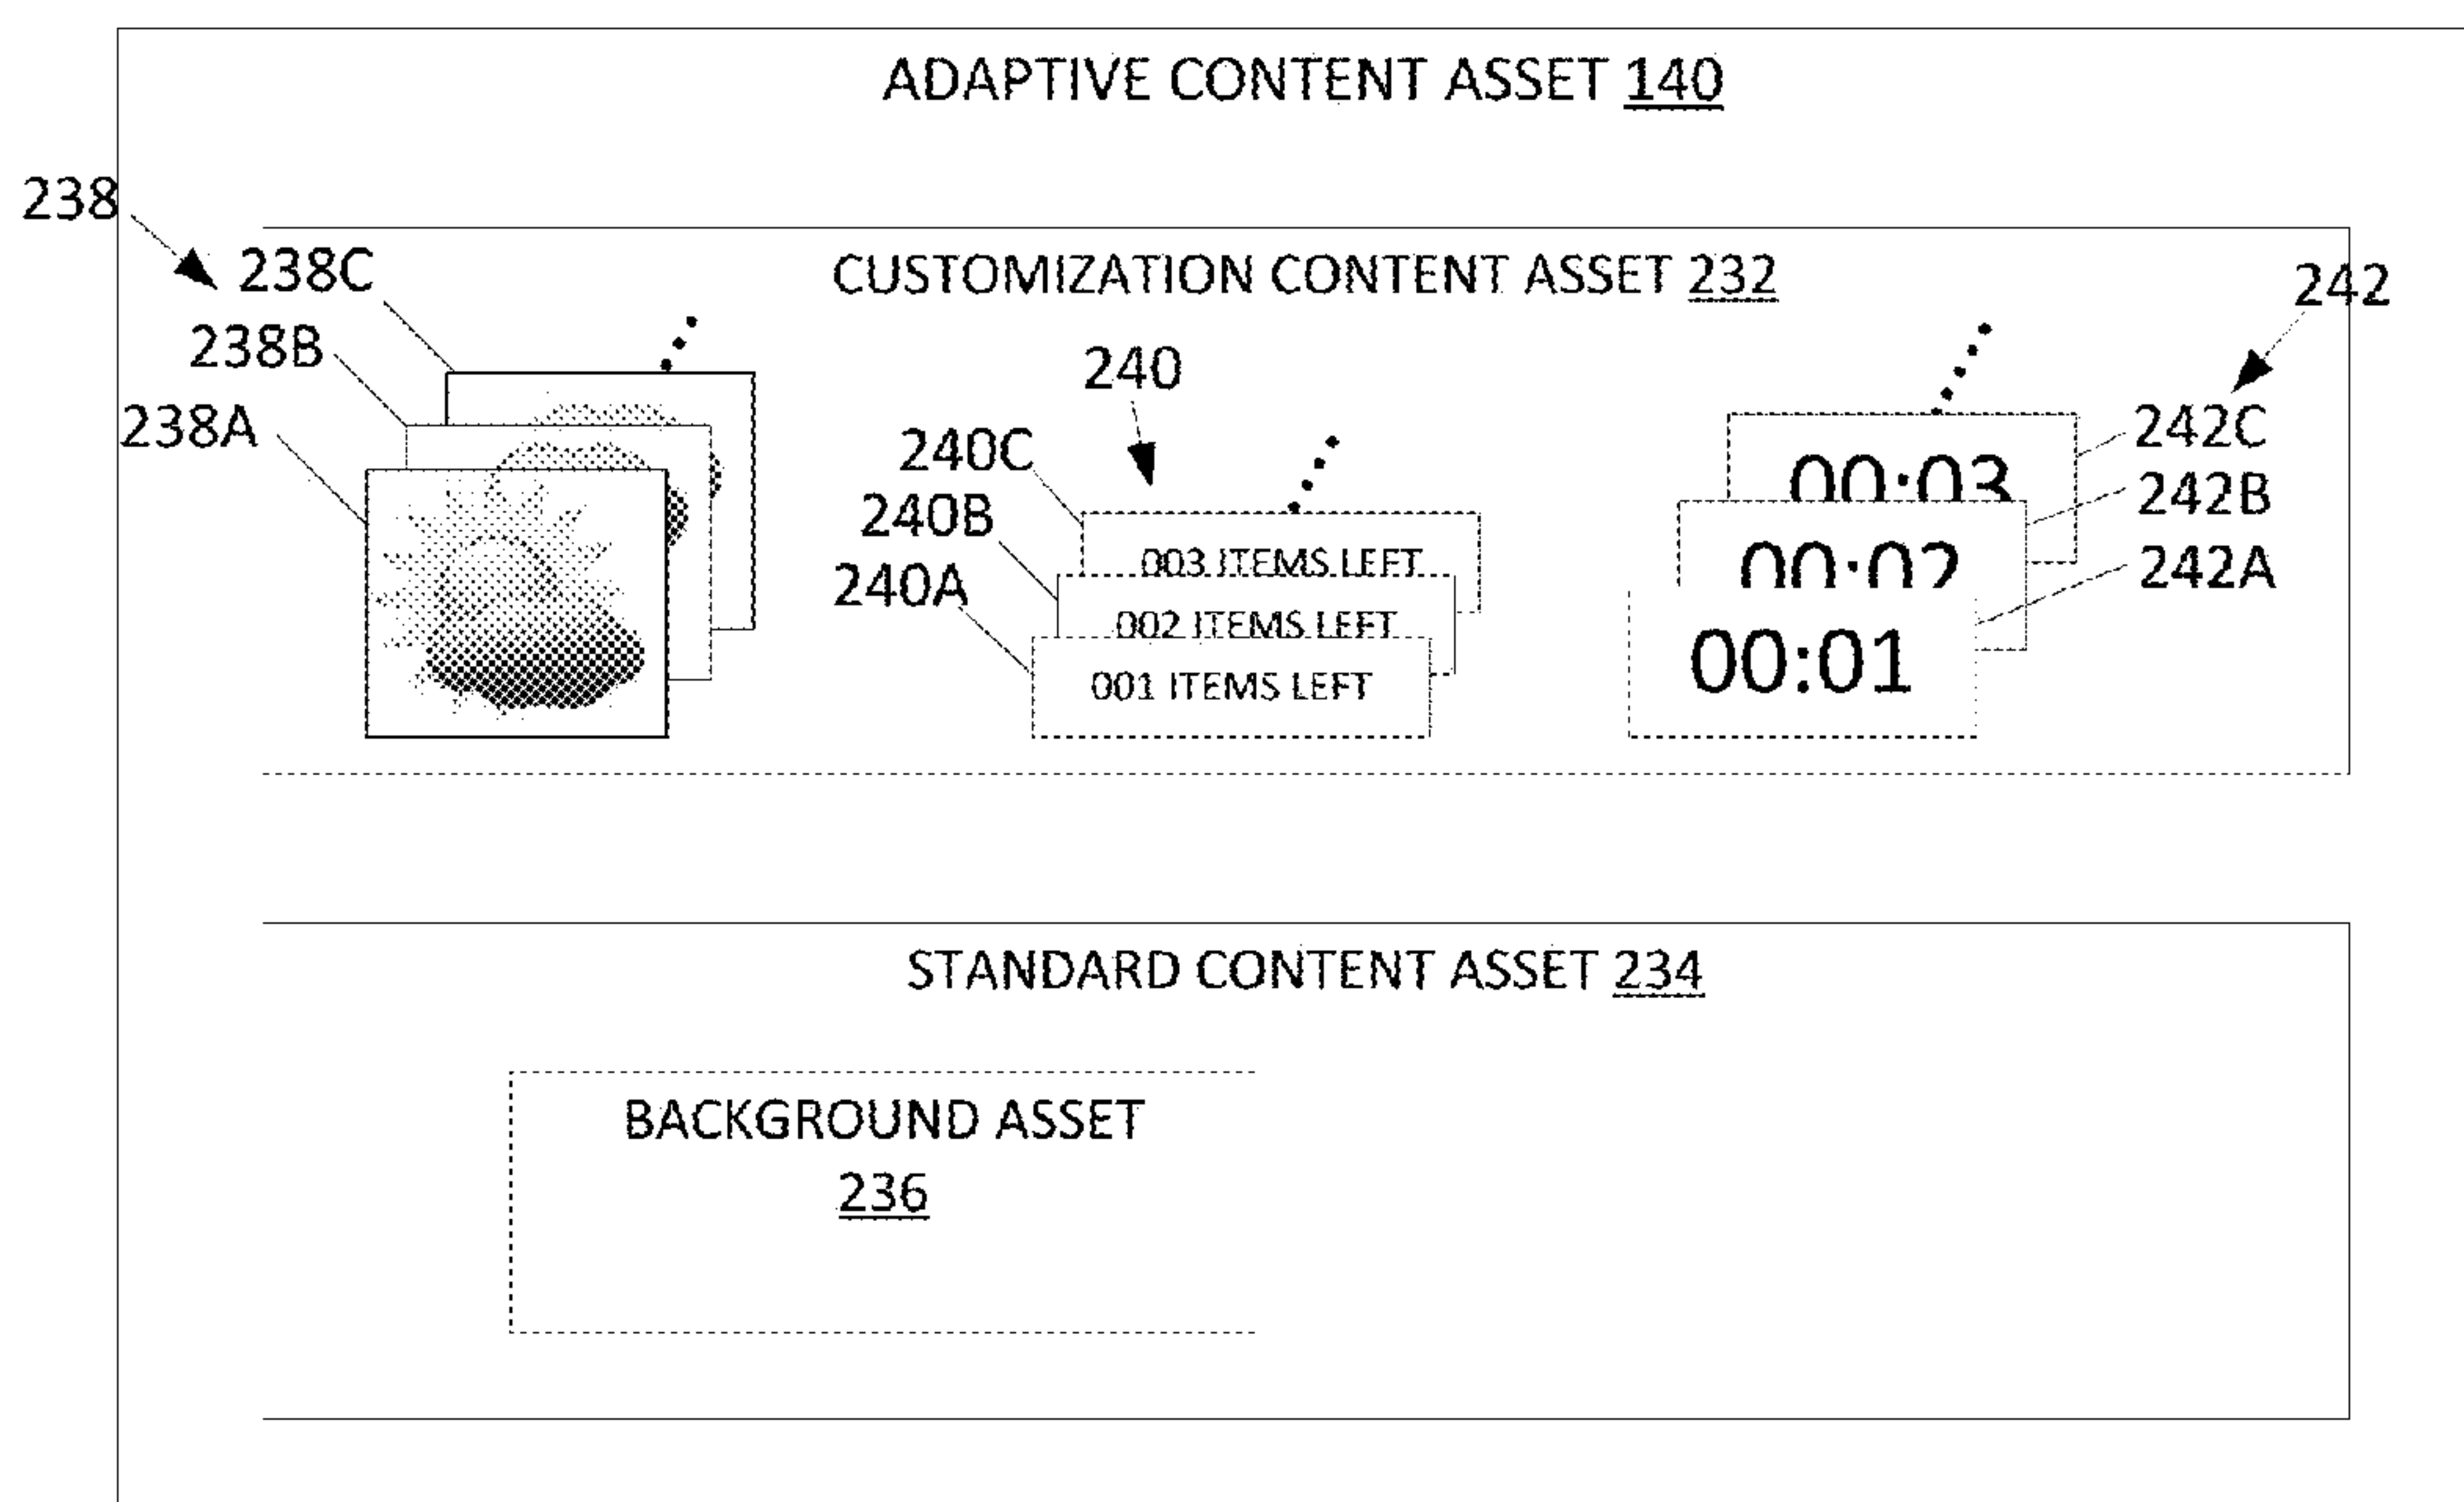 ADAPTIVE CONTENT ASSET 140
238
CUSTOMIZATION CONTENT ASSET 232
238C
238B
238A
240
240C
240B
240A
003 ITEMS LEFT
002 ITEMS LEFT
001 ITEMS LEFT
242
242C
242B
242A
00:03
00:02
00:01
STANDARD CONTENT ASSET 234
BACKGROUND ASSET
236